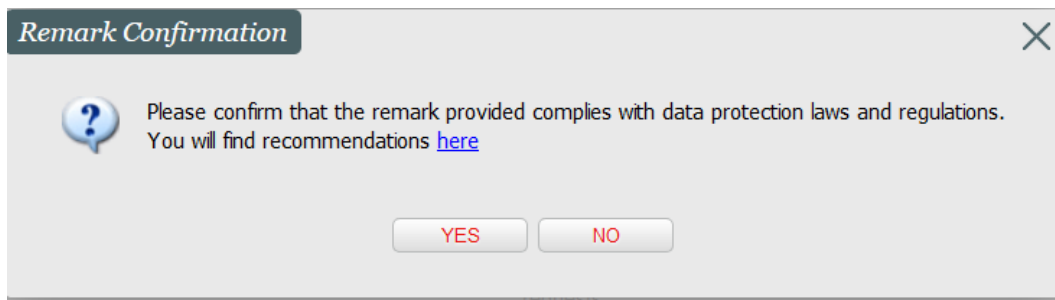 Remark Confirmation
Please confirm that the remark provided complies with data protection laws and regulations.
You will find recommendations here
YES
NO